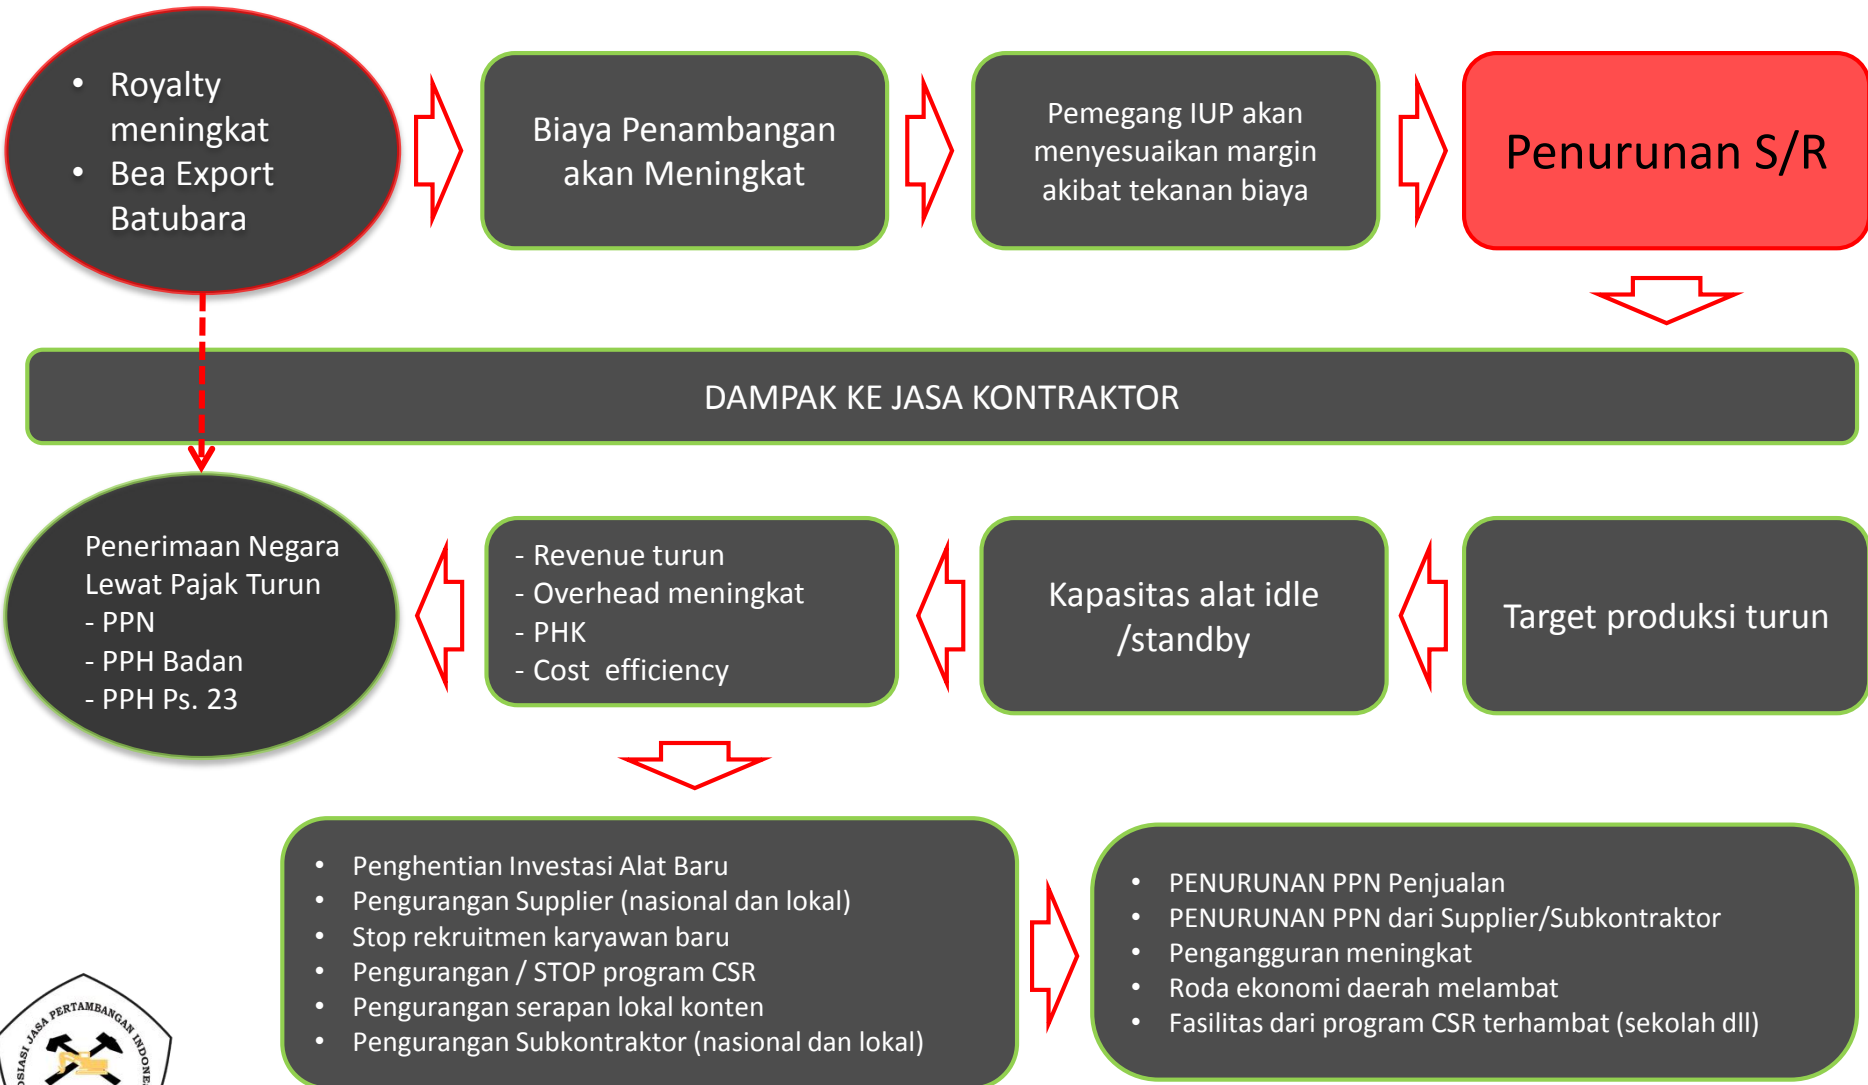 • Royalty
meningkat
• Bea Export
Batubara
Biaya Penambangan
akan Meningkat
Pemegang IUP akan
menyesuaikan margin
akibat tekanan biaya
Penurunan S/R
DAMPAK KE JASA KONTRAKTOR
Penerimaan Negara
Lewat Pajak Turun
- PPN
- PPH Badan
- PPH Ps. 23
- Revenue turun
- Overhead meningkat
- PHK
- Cost efficiency
Kapasitas alat idle
/standby
Target produksi turun
• Penghentian Investasi Alat Baru
• Pengurangan Supplier (nasional dan lokal)
• Stop rekruitmen karyawan baru
• Pengurangan / STOP program CSR
• Pengurangan serapan lokal konten
• Pengurangan Subkontraktor (nasional dan lokal)
• PENURUNAN PPN Penjualan
• PENURUNAN PPN dari Supplier/Subkontraktor
• Pengangguran meningkat
• Roda ekonomi daerah melambat
• Fasilitas dari program CSR terhambat (sekolah dll)
JASA PERTAMBANGAN